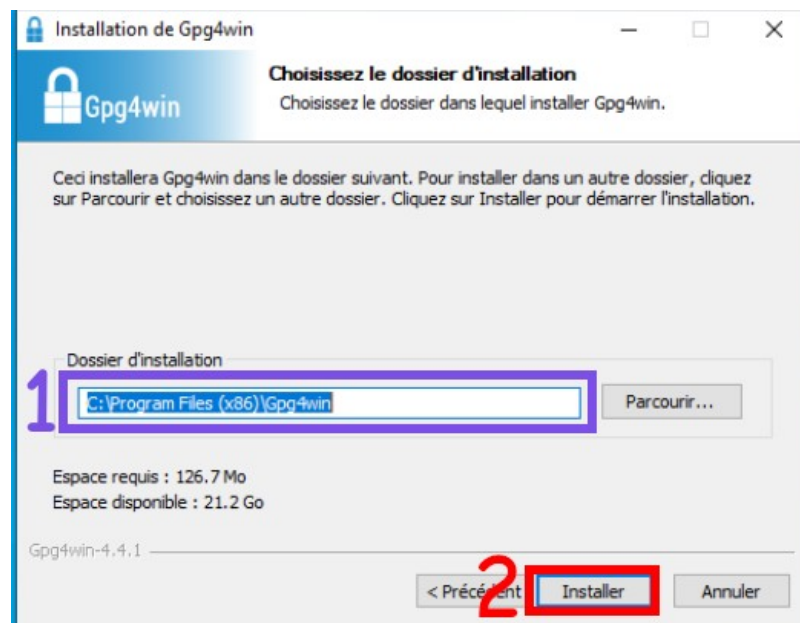 Installation de Gpg4win
Gpg4win
Choisissez le dossier d'installation
Choisissez le dossier dans lequel installer Gpg4win.
Ceci installera Gpg4win dans le dossier suivant. Pour installer dans un autre dossier, cliquez
sur Parcourir et choisissez un autre dossier. Cliquez sur Installer pour démarrer l'installation.
Dossier d'installation
1
C:\Program Files (x86)\Gpg4win
Parcourir...
Espace requis : 126.7 Mo
Espace disponible : 21.2 Go
Gpg4win-4.4.1
< Précédent
2
Installer
Annuler